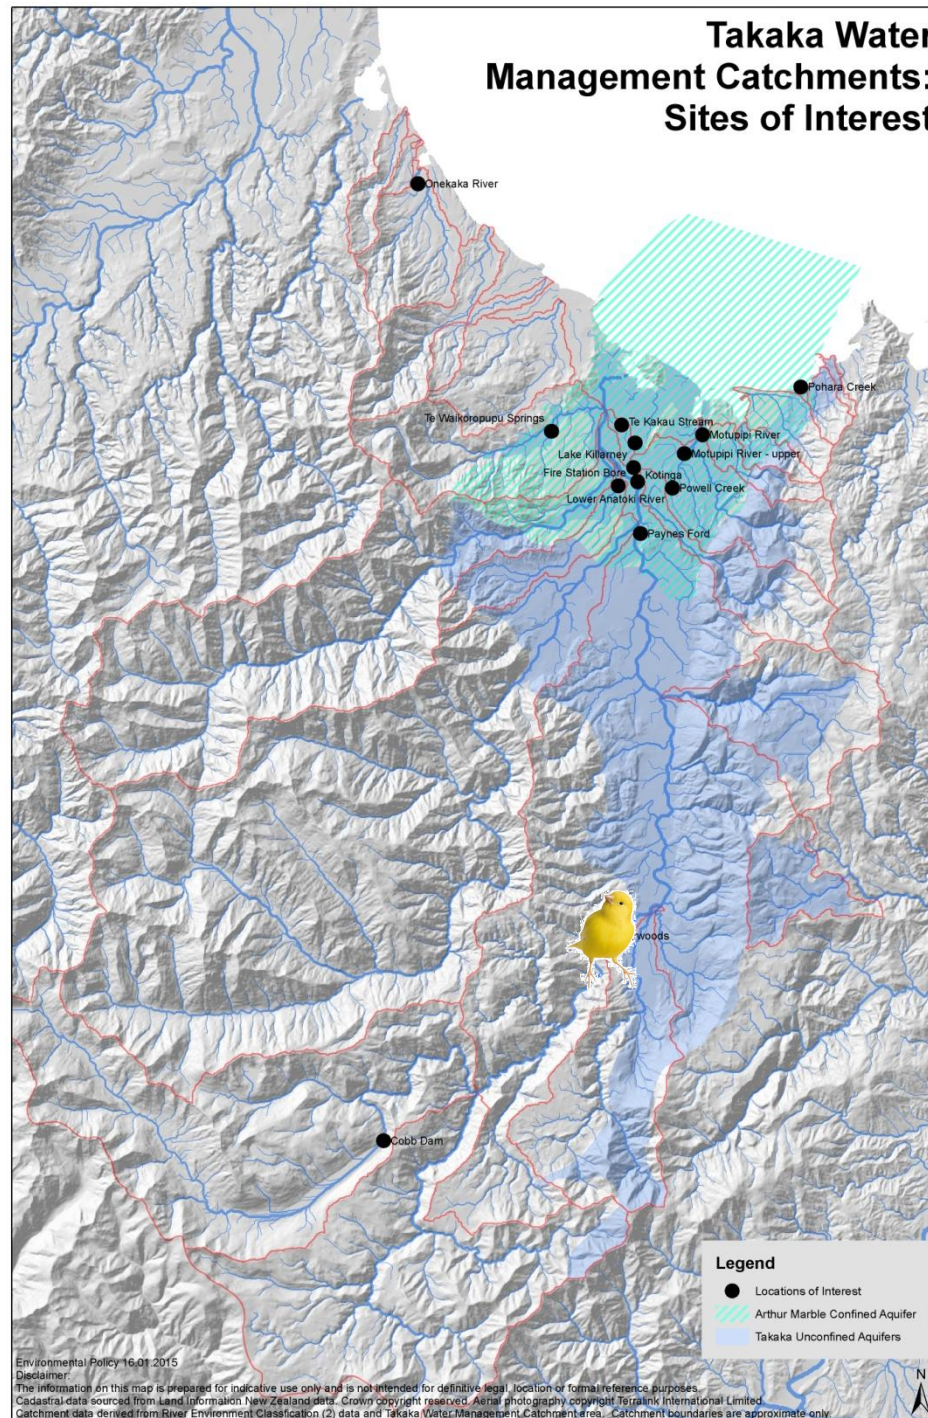 Takaka Water
Management Catchments:
Sites of Interest
Onekaka River
Pohara Creek
Te Waikoropupu Springs
Te Kakau Stream
Motupipi River
Lake Killarney
Motupipi River - upper
Fire Station Bore
Kotinga
Powell Creek
Lower Anatoki River
Paynes Ford
woods
Cobb Dam
Legend
Locations of Interest
Arthur Marble Confined Aquifer
Takaka Unconfined Aquifers
N
Environmental Policy 16.01.2015
Disclaimer:
The information on this map is prepared for indicative use only and is not intended for definitive legal, location or formal reference purposes.
Cadastral data sourced from Land Information New Zealand data. Crown copyright reserved. Aerial photography copyright Terralink International Limited.
Catchment data derived from River Environment Classfication (2) data and Takaka Water Management Catchment area. Catchment boundaries are approximate only.